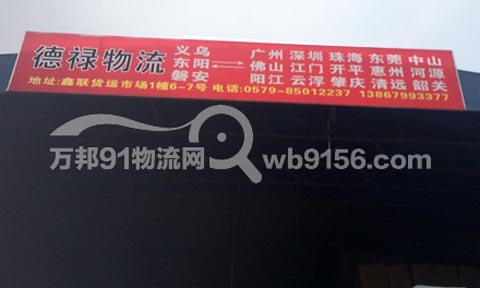 德禄物流
义乌 广州 深圳 珠海 东莞 中山
东阳 佛山 江门 开平 惠州 河源
磐安 阳江 云浮 肇庆 清远 韶关
地址:鑫联货运市场1幢6-7号 电话:0579-85012237 13867993377
万邦91物流网 wb9156.com